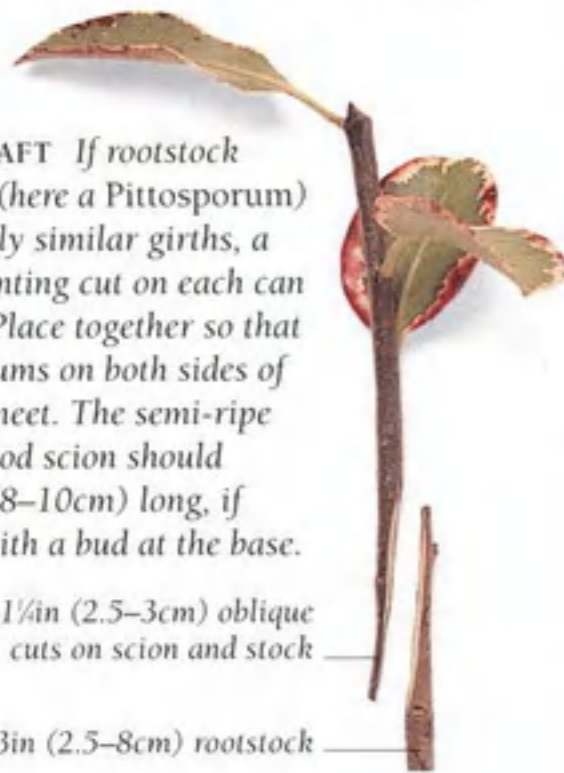 AFT If rootstock
(here a Pittosporum)
ly similar girths, a
nting cut on each can
Place together so that
ums on both sides of
neet. The semi-ripe
od scion should
8–10cm) long, if
ith a bud at the base.
1¼in (2.5–3cm) oblique
cuts on scion and stock
3in (2.5–8cm) rootstock